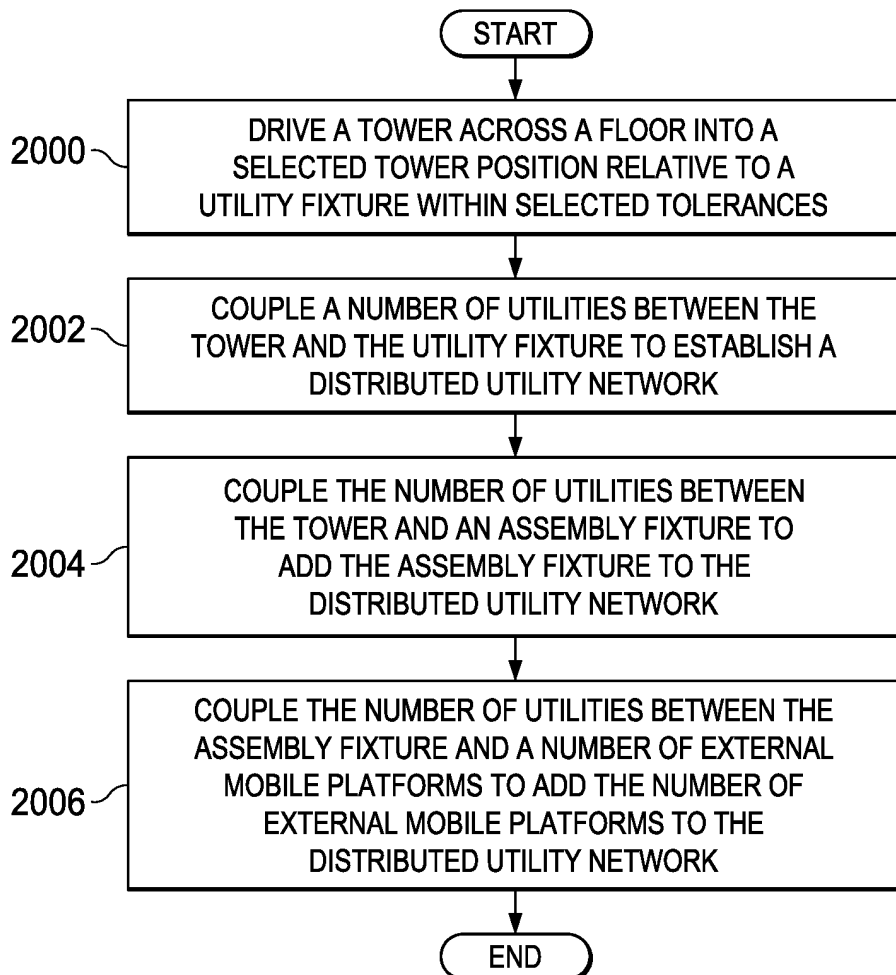 START
2000
DRIVE A TOWER ACROSS A FLOOR INTO A
SELECTED TOWER POSITION RELATIVE TO A
UTILITY FIXTURE WITHIN SELECTED TOLERANCES
2002
COUPLE A NUMBER OF UTILITIES BETWEEN THE
TOWER AND THE UTILITY FIXTURE TO ESTABLISH A
DISTRIBUTED UTILITY NETWORK
2004
COUPLE THE NUMBER OF UTILITIES BETWEEN
THE TOWER AND AN ASSEMBLY FIXTURE TO
ADD THE ASSEMBLY FIXTURE TO THE
DISTRIBUTED UTILITY NETWORK
2006
COUPLE THE NUMBER OF UTILITIES BETWEEN THE
ASSEMBLY FIXTURE AND A NUMBER OF EXTERNAL
MOBILE PLATFORMS TO ADD THE NUMBER OF
EXTERNAL MOBILE PLATFORMS TO THE
DISTRIBUTED UTILITY NETWORK
END